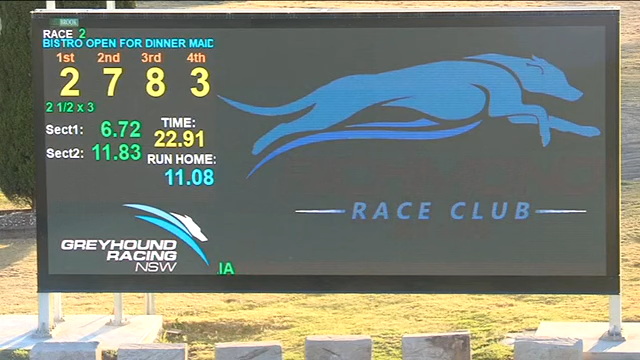 RACE 2
BISTRO OPEN FOR DINNER MAID
1st 2nd 3rd 4th
2 7 8 3
2 1/2 x 3
Sect1: 6.72
Sect2: 11.83
TIME:
22.91
RUN HOME:
11.08
RACE CLUB
GREYHOUND
RACING
NSW
IA